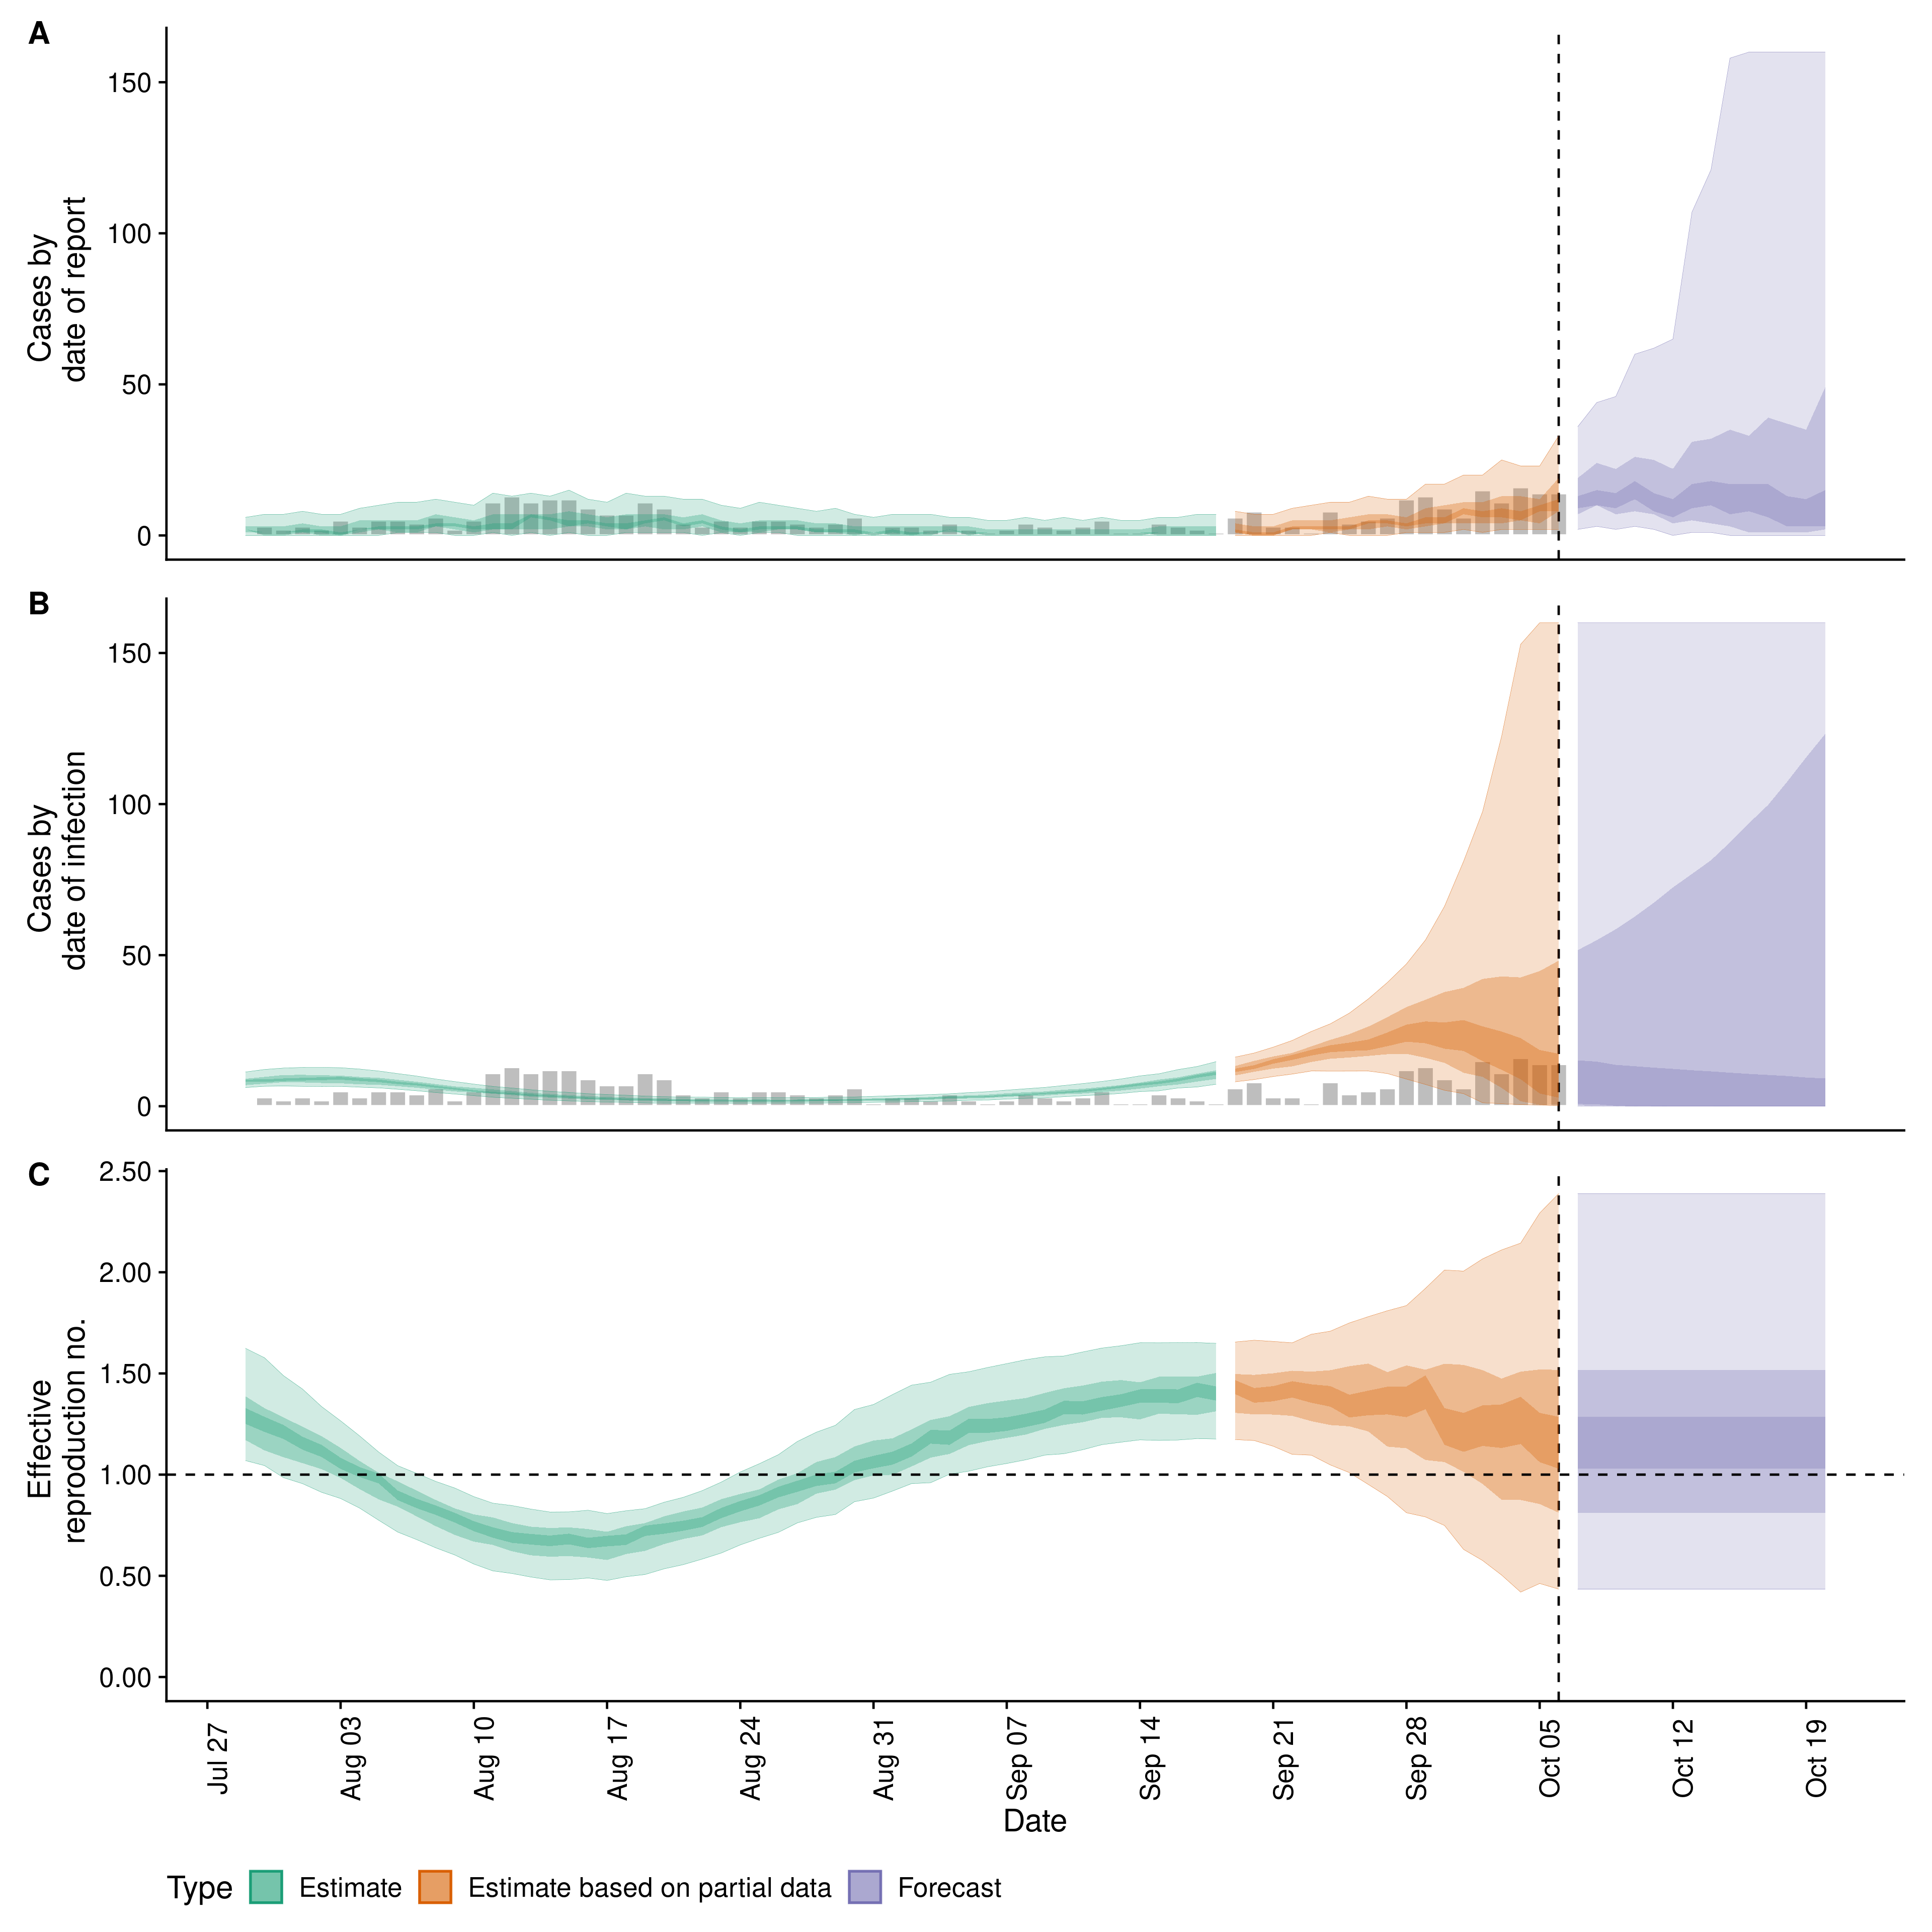 A
Cases by
date of report
150
100
50
0
B
Cases by
date of infection
150
100
50
0
C
Effective
reproduction no.
2.50
2.00
1.50
1.00
0.50
0.00
Jul 27
Aug 03
Aug 10
Aug 17
Aug 24
Aug 31
Sep 07
Sep 14
Sep 21
Sep 28
Oct 05
Oct 12
Oct 19
Date
Type Estimate Estimate based on partial data Forecast